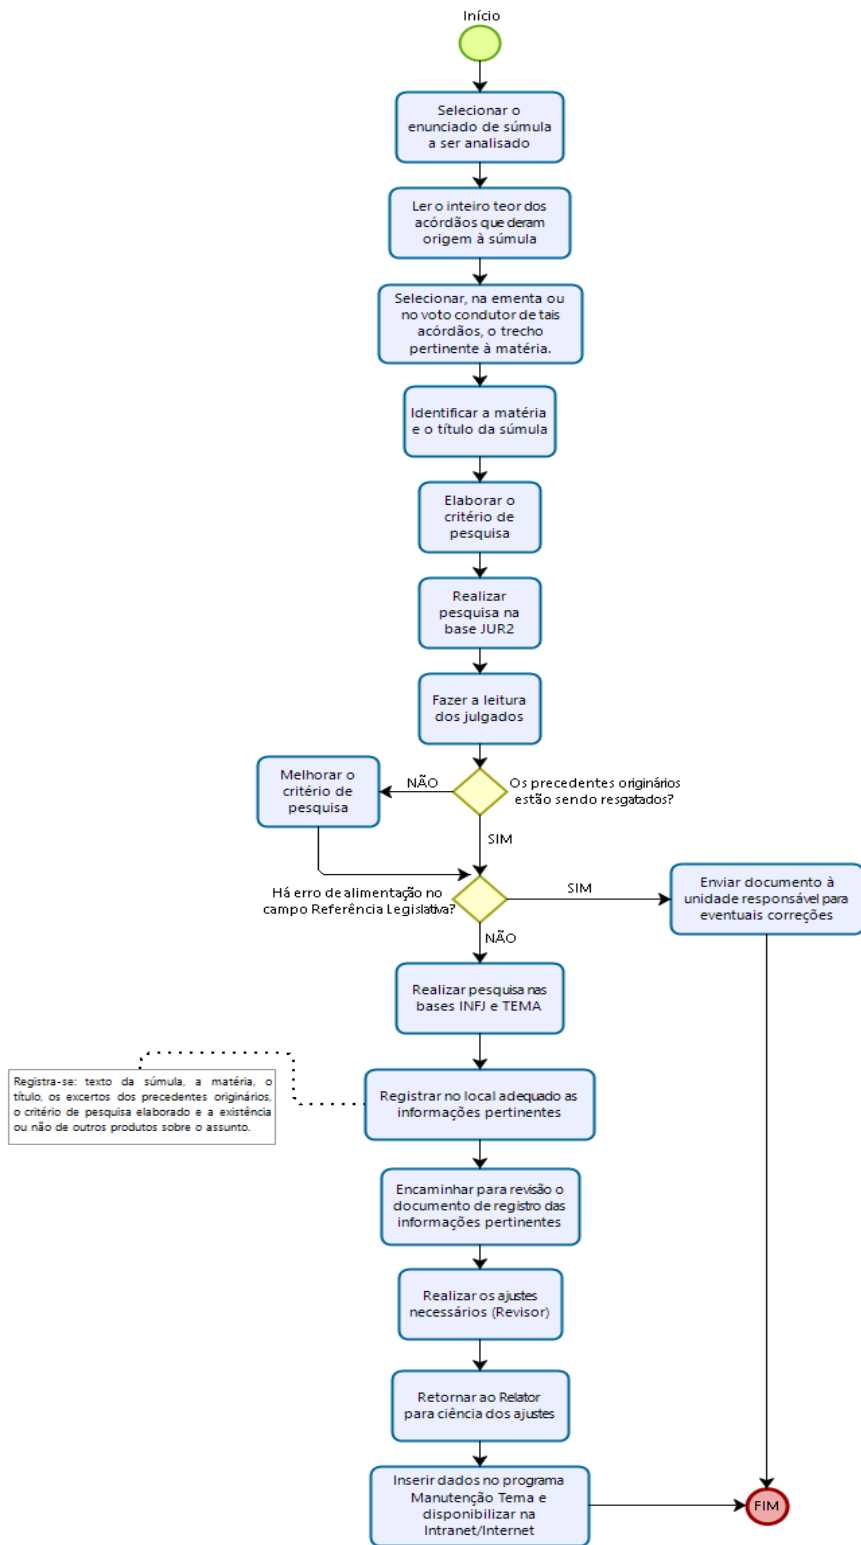 Início
Selecionar o
enunciado de súmula
a ser analisado
Ler o inteiro teor dos
acórdãos que deram
origem à súmula
Selecionar, na ementa ou
no voto condutor de tais
acórdãos, o trecho
pertinente à matéria.
Identificar a matéria
e o título da súmula
Elaborar o
critério de
pesquisa
Realizar
pesquisa na
base JUR2
Fazer a leitura
dos julgados
Melhorar o
critério de
pesquisa
NÃO
Os precedentes originários
estão sendo resgatados?
SIM
Há erro de alimentação no
campo Referência Legislativa?
SIM
Enviar documento à
unidade responsável para
eventuais correções
NÃO
Realizar pesquisa nas
bases INFJ e TEMA
Registra-se: texto da súmula, a matéria, o
título, os excertos dos precedentes originários,
o critério de pesquisa elaborado e a existência
ou não de outros produtos sobre o assunto.
Registrar no local adequado as
informações pertinentes
Encaminhar para revisão o
documento de registro das
informações pertinentes
Realizar os ajustes
necessários (Revisor)
Retornar ao Relator
para ciência dos ajustes
Inserir dados no programa
Manutenção Tema e
disponibilizar na
Intranet/Internet
FIM